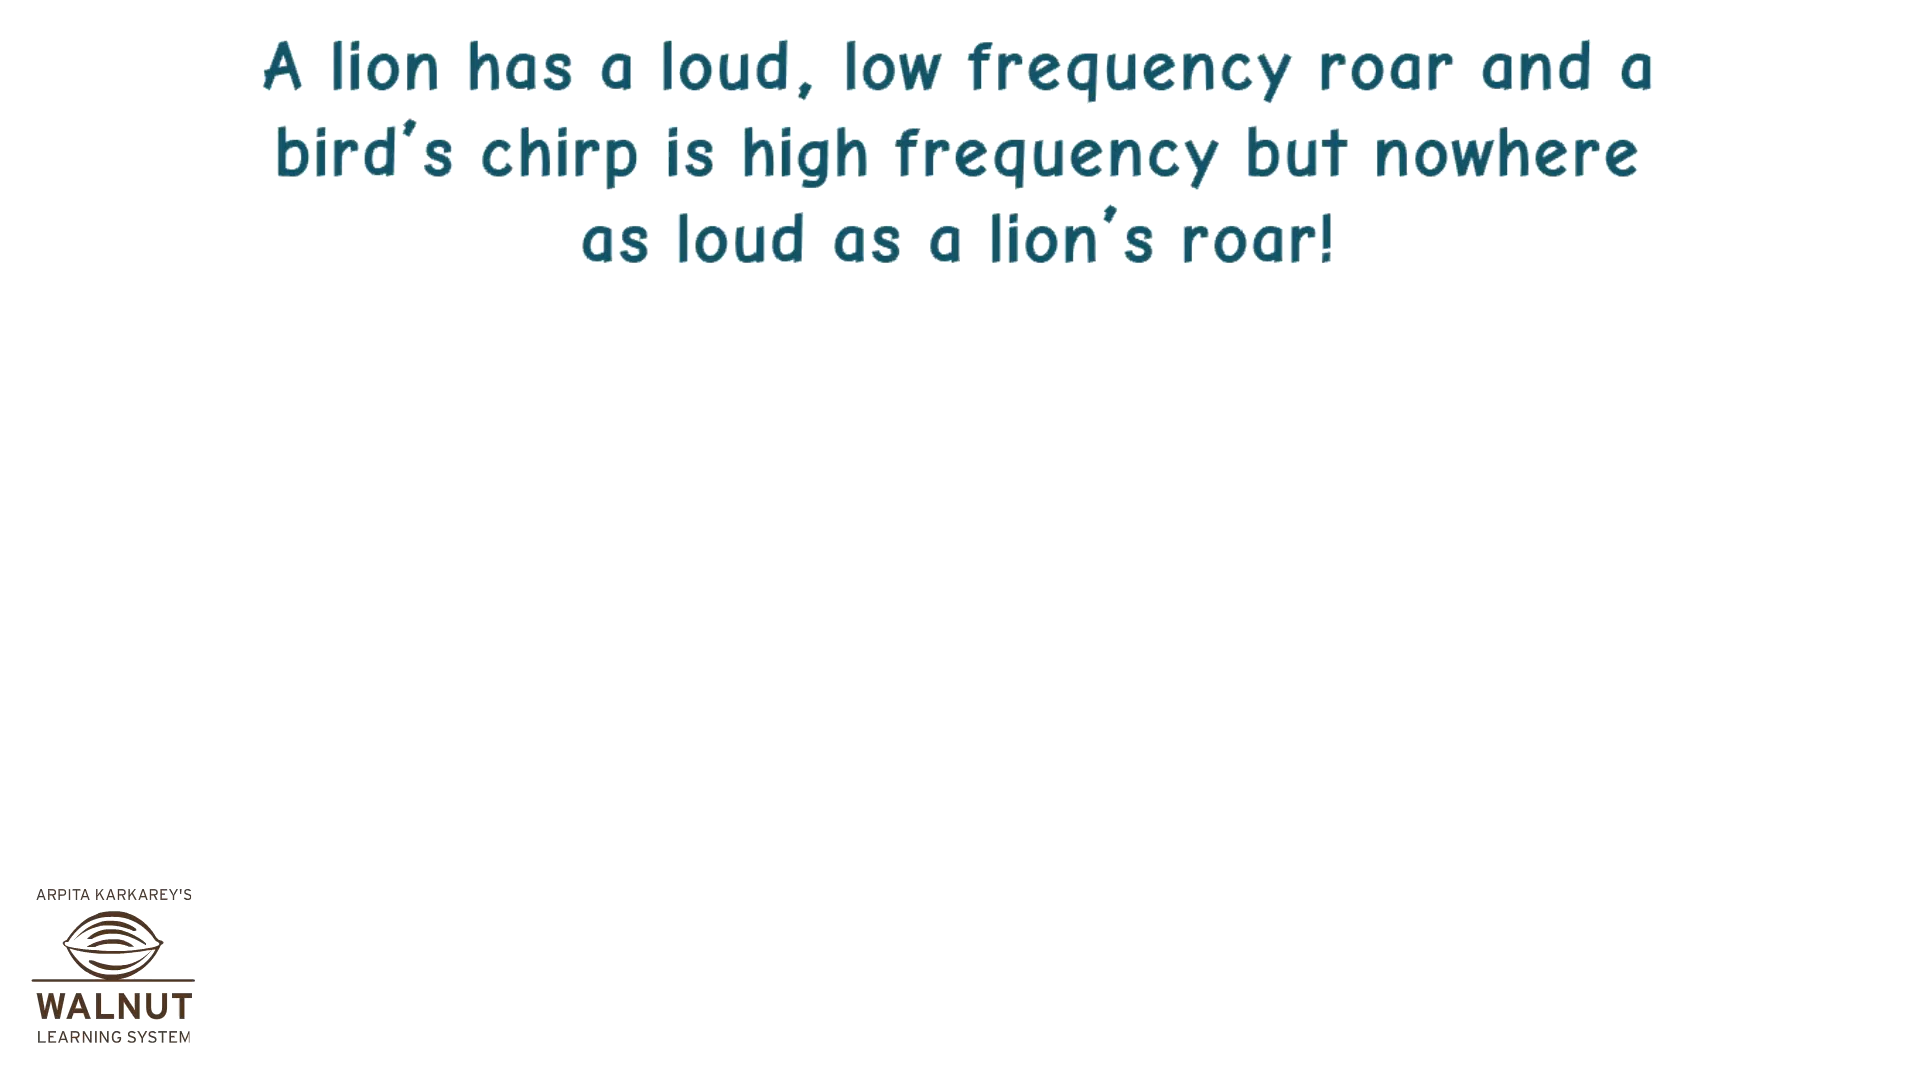 A lion has a loud, low frequency roar and a
bird's chirp is high frequency but nowhere
as loud as a lion's roar!
ARPITA KARKAREY'S
WALNUT
LEARNING SYSTEM